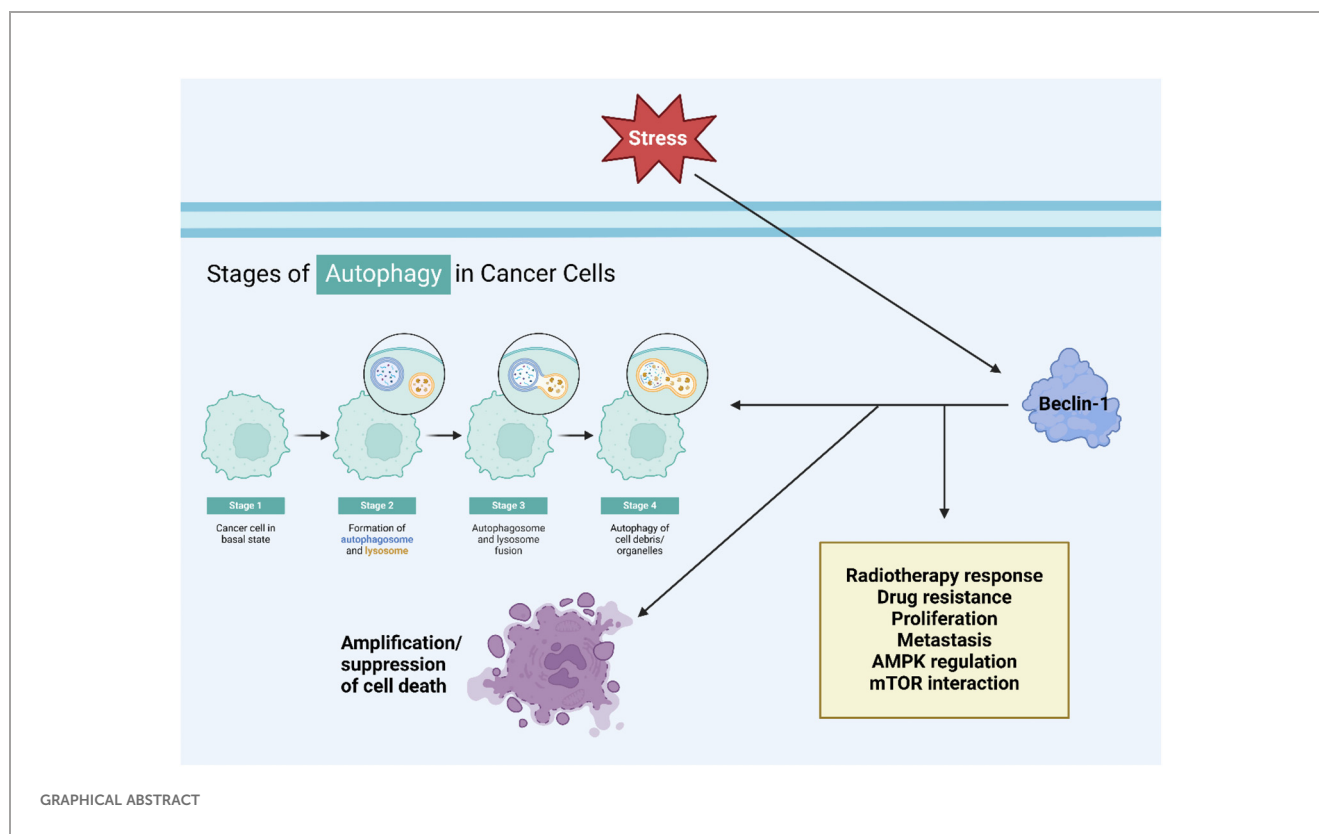 Stress
Stages of Autophagy in Cancer Cells
Beclin-1
Stage 1
Cancer cell in
basal state
Stage 2
Formation of
autophagosome
and lysosome
Stage 3
Autophagosome
and lysosome
fusion
Stage 4
Autophagy of
cell debris/
organelles
Amplification/
suppression
of cell death
Radiotherapy response
Drug resistance
Proliferation
Metastasis
AMPK regulation
mTOR interaction
GRAPHICAL ABSTRACT